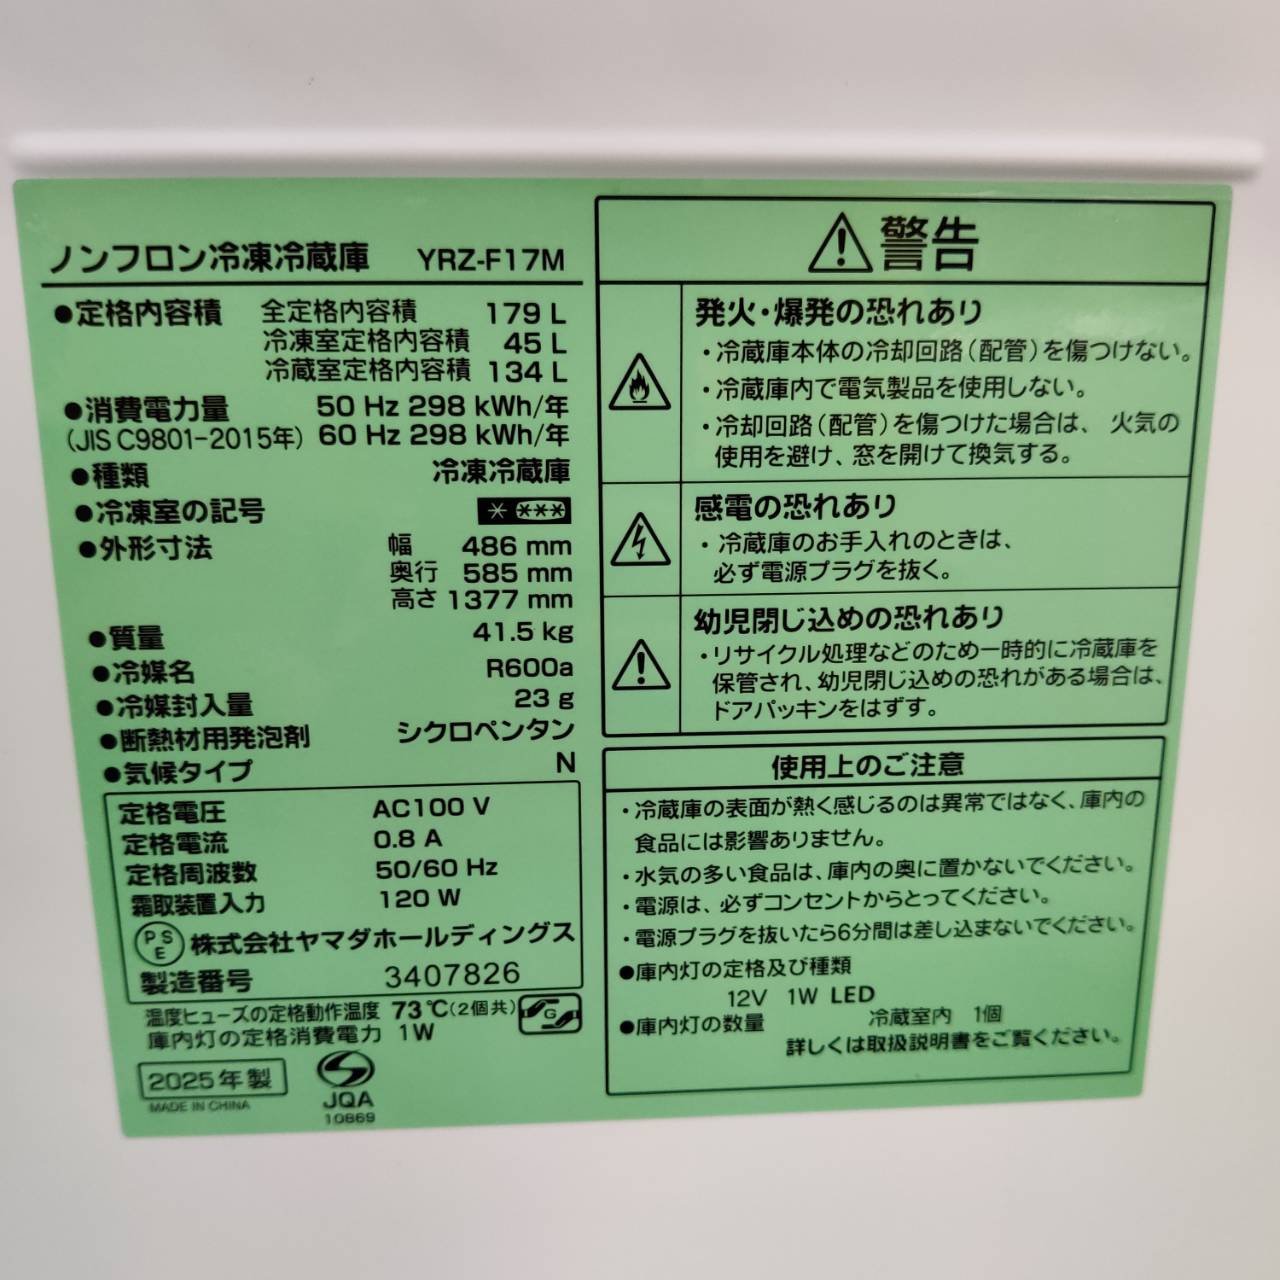 ノンフロン冷凍冷蔵庫 YRZ-F17M
●定格内容積 全定格内容積 179 L
冷凍室定格内容積 45 L
冷蔵室定格内容積 134 L
●消費電力量 50 Hz 298 kWh/年
(JIS C9801-2015年) 60 Hz 298 kWh/年
●種類 冷凍冷蔵庫
●冷凍室の記号
●外形寸法 幅 486 mm
奥行 585 mm
高さ 1377 mm
●質量 41.5 kg
●冷媒名 R600a
●冷媒封入量 23 g
●断熱材用発泡剤 シクロペンタン
●気候タイプ N
定格電圧 AC100 V
定格電流 0.8 A
定格周波数 50/60 Hz
霜取装置入力 120 W
PSE 株式会社ヤマダホールディングス
製造番号 3407826
温度ヒューズの定格動作温度 73℃(2個共) G
庫内灯の定格消費電力 1W
2025年製
MADE IN CHINA
JQA
10869
警告
発火・爆発の恐れあり
・冷蔵庫本体の冷却回路(配管)を傷つけない。
・冷蔵庫内で電気製品を使用しない。
・冷却回路(配管)を傷つけた場合は、火気の
使用を避け、窓を開けて換気する。
感電の恐れあり
・冷蔵庫のお手入れのときは、
必ず電源プラグを抜く。
幼児閉じ込めの恐れあり
・リサイクル処理などのため一時的に冷蔵庫を
保管され、幼児閉じ込めの恐れがある場合は、
ドアパッキンをはずす。
使用上のご注意
・冷蔵庫の表面が熱く感じるのは異常ではなく、庫内の
食品には影響ありません。
・水気の多い食品は、庫内の奥に置かないでください。
・電源は、必ずコンセントからとってください。
・電源プラグを抜いたら6分間は差し込まないでください。
●庫内灯の定格及び種類
12V 1W LED
●庫内灯の数量 冷蔵室内 1個
詳しくは取扱説明書をご覧ください。